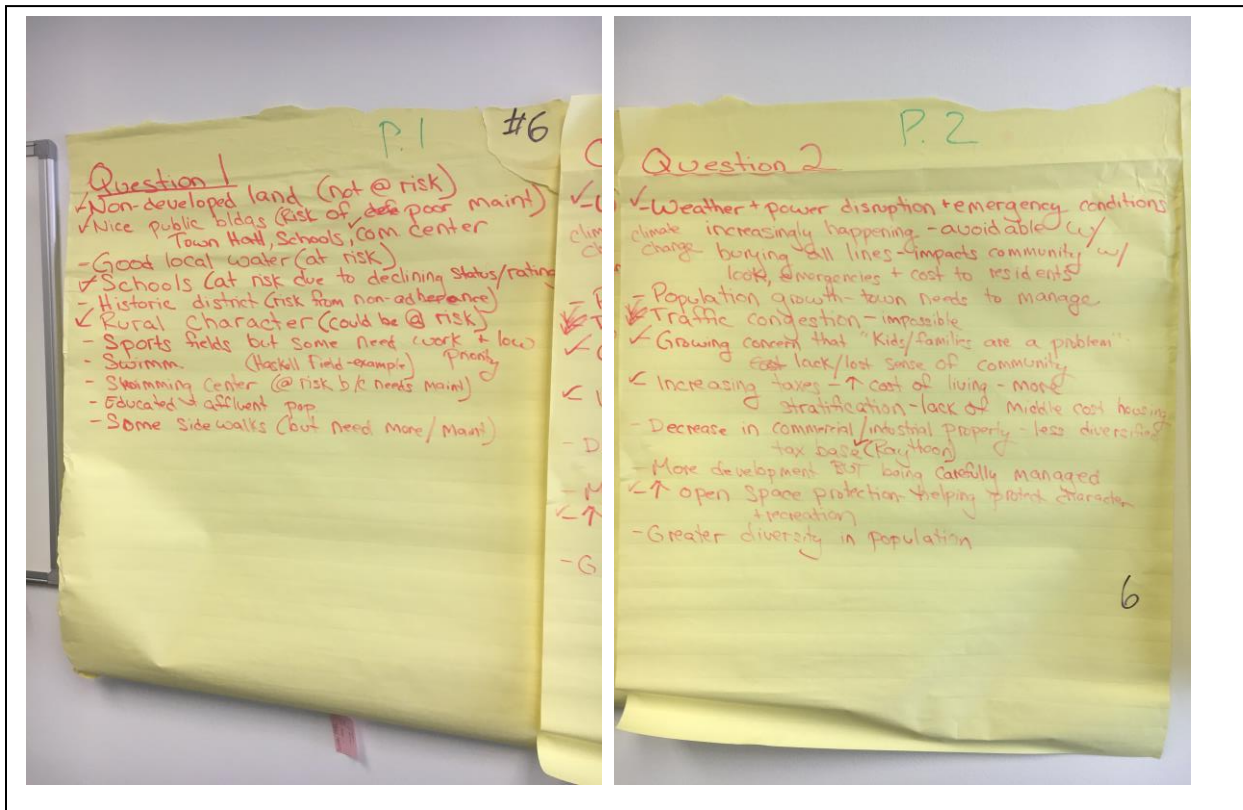 P.1
#6
Question 1
✓Non-developed land (not @ risk)
✓Nice public bldgs (Risk of poor maint)
Town Hall, Schools, ✓com. center
-Good local water (at risk)
✓Schools (at risk due to declining status/rating
-Historic district (risk from non-adherence)
✓Rural Character (could be @ risk)
- Sports fields but some need work + low
- Swimm. (Haskell Field-example) priority
- Swimming Center (@ risk b/c needs maint)
- Educated + affluent pop
- Some sidewalks (but need more/maint)
P.2
Question 2
✓-Weather + power disruption + emergency conditions
climate increasingly happening - avoidable w/
change burying all lines - impacts community w/
look, emergencies + cost to residents
- Population growth - town needs to manage
Traffic congestion - impossible
✓- Growing concern that "Kids/families are a problem"
lack/lost sense of community
✓ Increasing taxes - ↑ cost of living - more
stratification - lack of middle cost housing
- Decrease in commercial/industrial property - less diversified
tax base ✓(Raytheon)
- More development BUT being carefully managed
✓-↑ open space protection - helping protect character
+ recreation
- Greater diversity in population
6